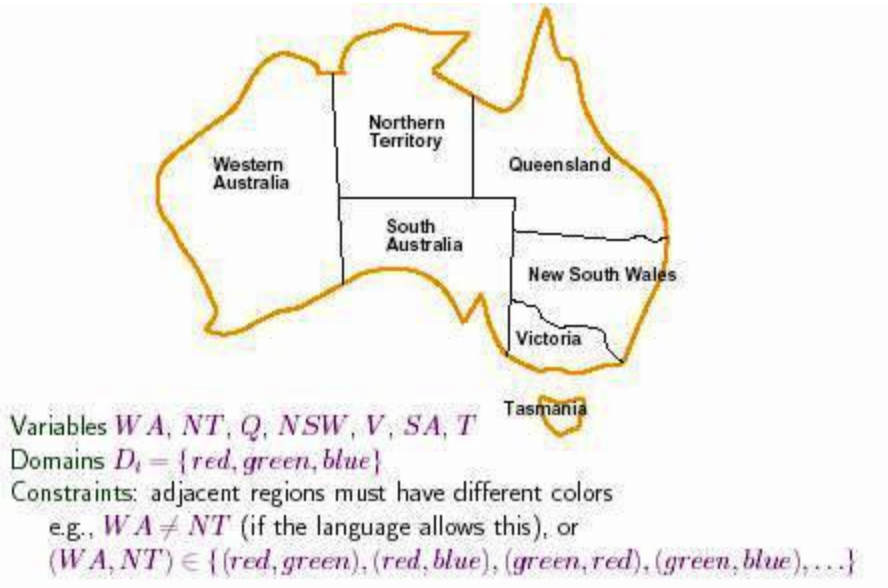 Northern
Territory
Western
Australia
Queensland
South
Australia
New South Wales
Victoria
Tasmania
Variables WA, NT, Q, NSW, V, SA, T
Domains Dᵢ = {red, green, blue}
Constraints: adjacent regions must have different colors
e.g., WA ≠ NT (if the language allows this), or
(WA, NT) ∈ {(red, green), (red, blue), (green, red), (green, blue), ...}